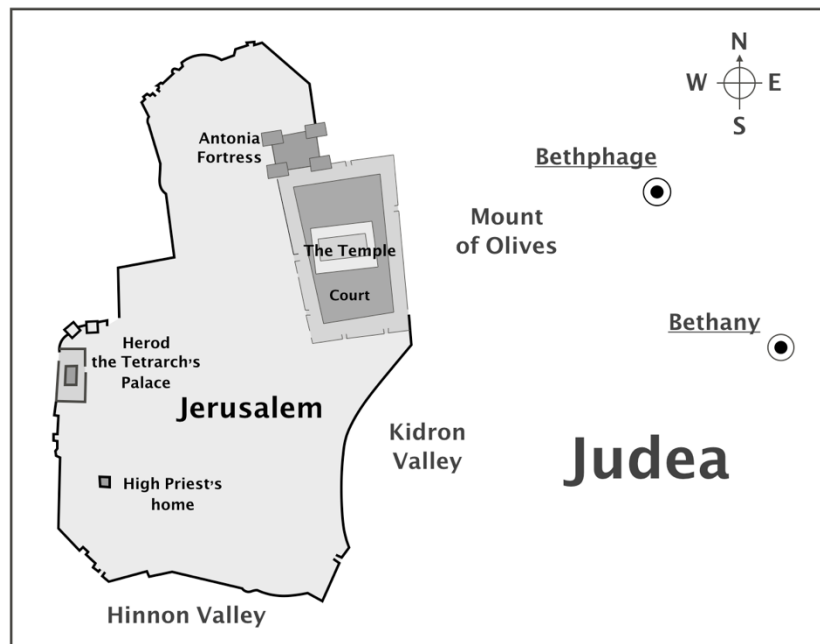 N
W E
S
Antonia
Fortress
Bethphage
Mount
of Olives
The Temple
Court
Bethany
Herod
the Tetrarch's
Palace
Jerusalem
Kidron
Valley
Judea
High Priest's
home
Hinnon Valley